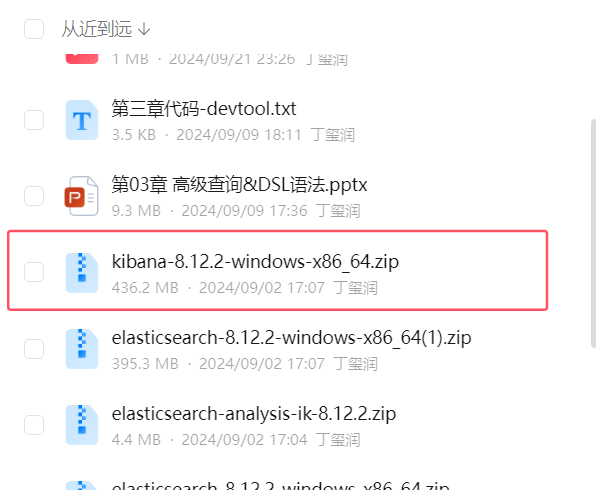 从近到远
1 MB · 2024/09/21 23:26 丁玺润
第三章代码-devtool.txt
3.5 KB · 2024/09/09 18:11 丁玺润
第03章 高级查询&DSL语法.pptx
9.3 MB · 2024/09/09 17:36 丁玺润
kibana-8.12.2-windows-x86_64.zip
436.2 MB · 2024/09/02 17:07 丁玺润
elasticsearch-8.12.2-windows-x86_64(1).zip
395.3 MB · 2024/09/02 17:07 丁玺润
elasticsearch-analysis-ik-8.12.2.zip
4.4 MB · 2024/09/02 17:04 丁玺润
elasticsearch-8.12.2-windows-x86_64.zip